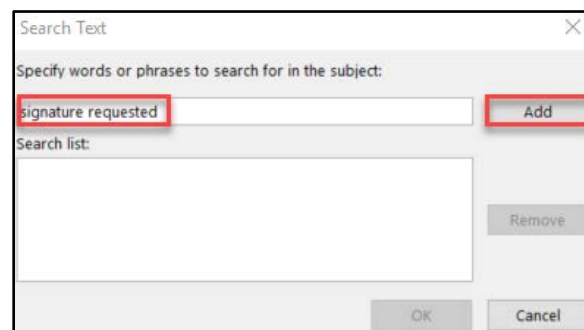 Search Text
Specify words or phrases to search for in the subject:
signature requested
Add
Search list:
Remove
OK
Cancel